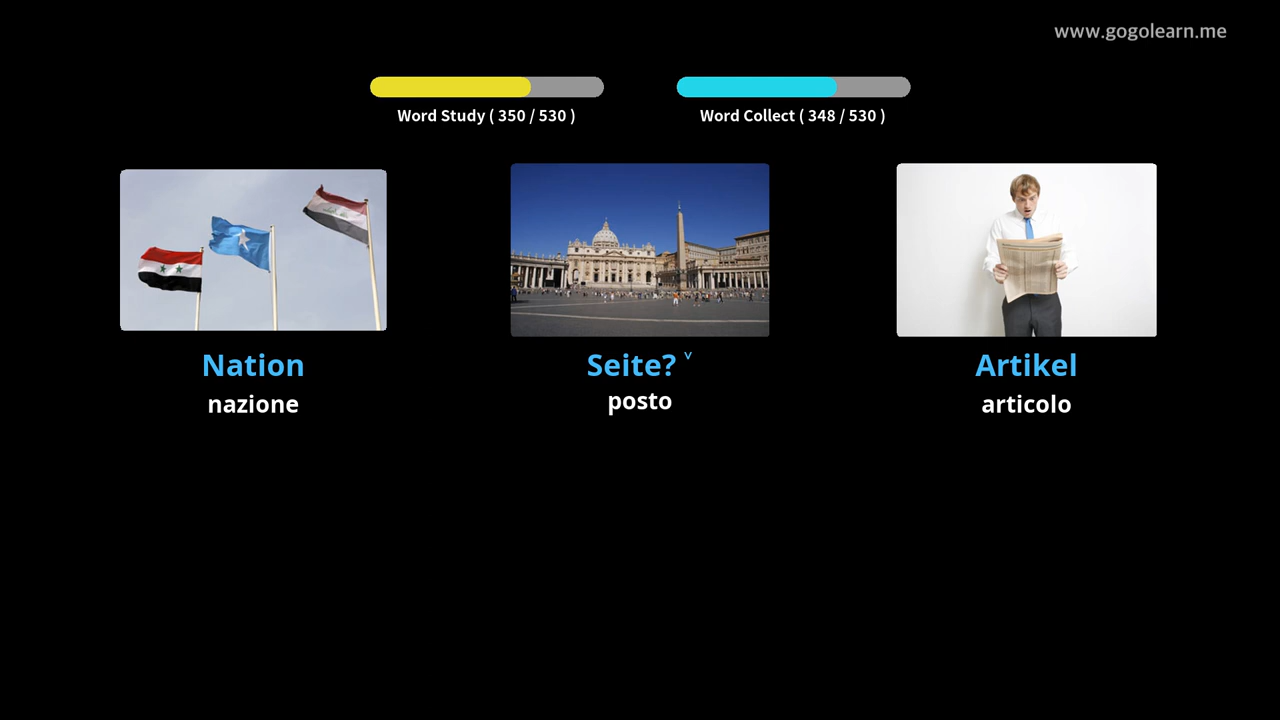 www.gogolearn.me
Word Study ( 350 / 530 )
Word Collect ( 348 / 530 )
Nation
nazione
Seite? ˅
posto
Artikel
articolo